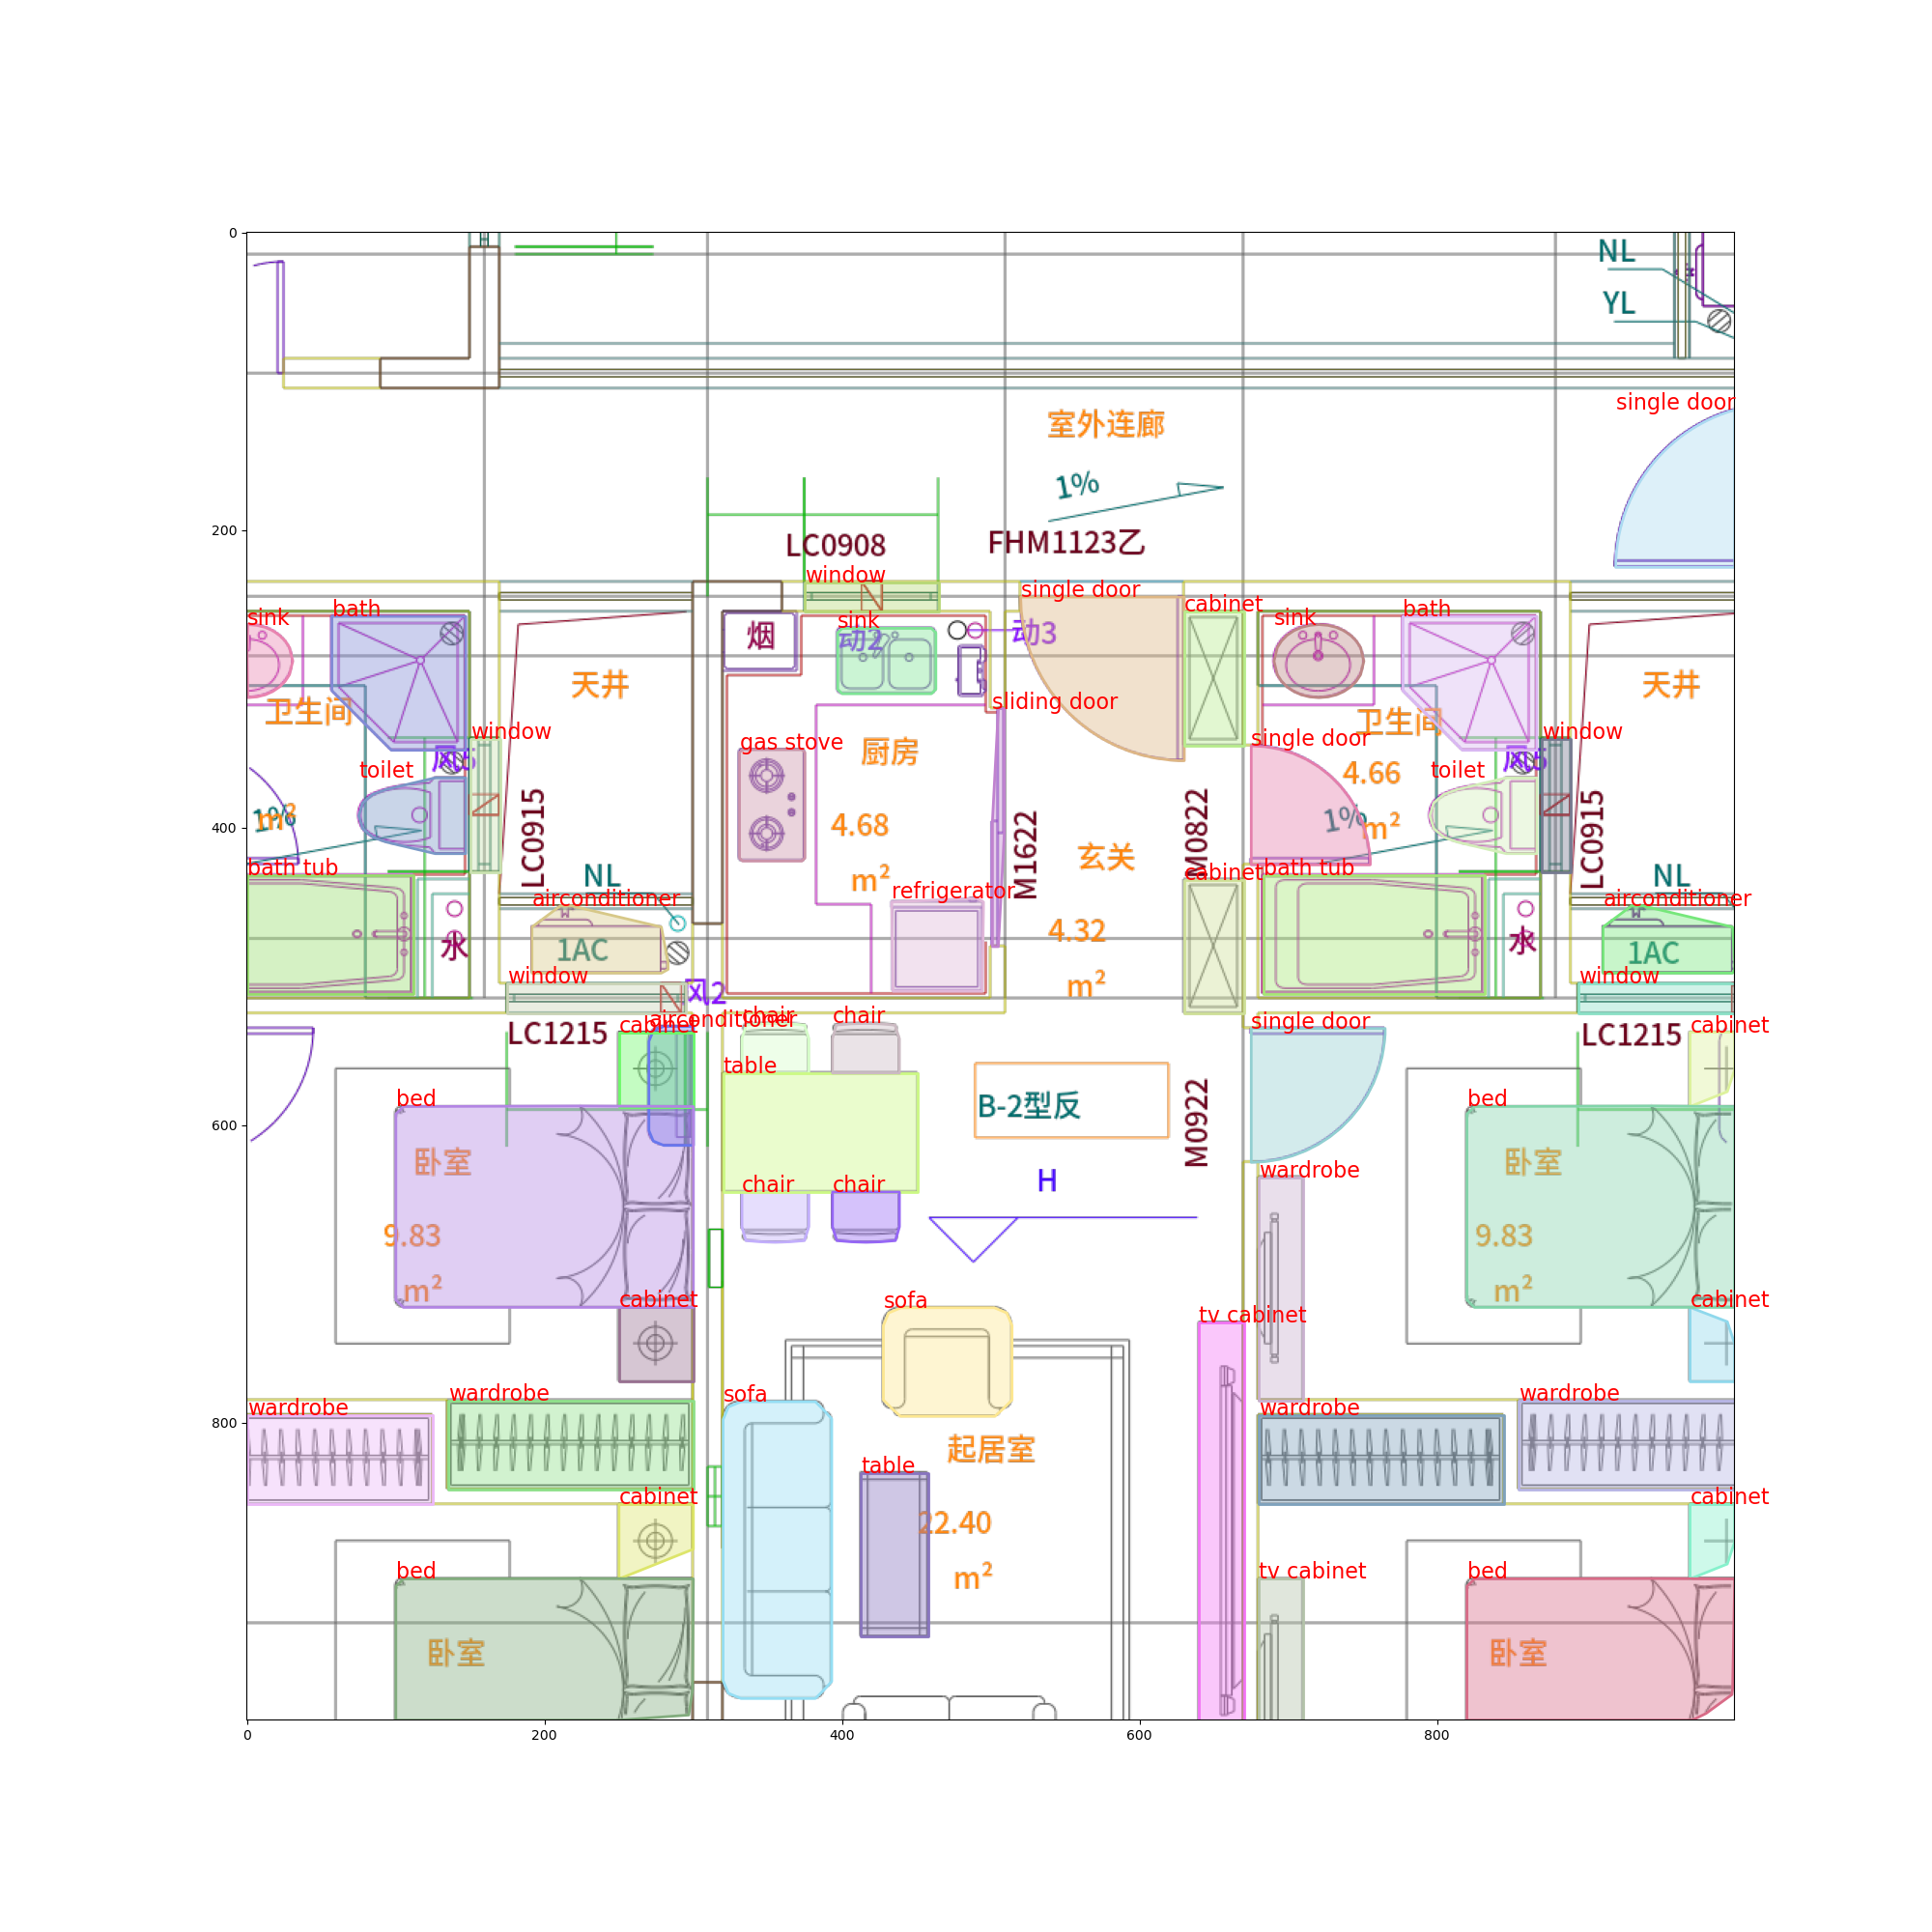 0
200
400
600
800
0
200
400
600
800
NL
YL
single door
室外连廊
1%
LC0908
FHM1123乙
window
single door
cabinet
sink
bath
烟
sink
动2
动3
sink
bath
天井
卫生间
window
风5
toilet
1%
m²
LC0915
gas stove
厨房
4.68
m²
sliding door
M1622
玄关
4.32
m²
M0822
single door
卫生间
4.66
m²
1%
toilet
风5
window
天井
LC0915
bath tub
水
NL
airconditioner
1AC
window
风2
LC1215
refrigerator
cabinet
bath tub
水
NL
airconditioner
1AC
window
LC1215
cabinet
airconditioner
chair
chair
table
single door
cabinet
bed
卧室
9.83
m²
B-2型反
M0922
H
chair
chair
wardrobe
bed
卧室
9.83
m²
cabinet
sofa
tv cabinet
cabinet
wardrobe
wardrobe
sofa
起居室
22.40
m²
table
wardrobe
wardrobe
cabinet
cabinet
bed
卧室
tv cabinet
bed
卧室